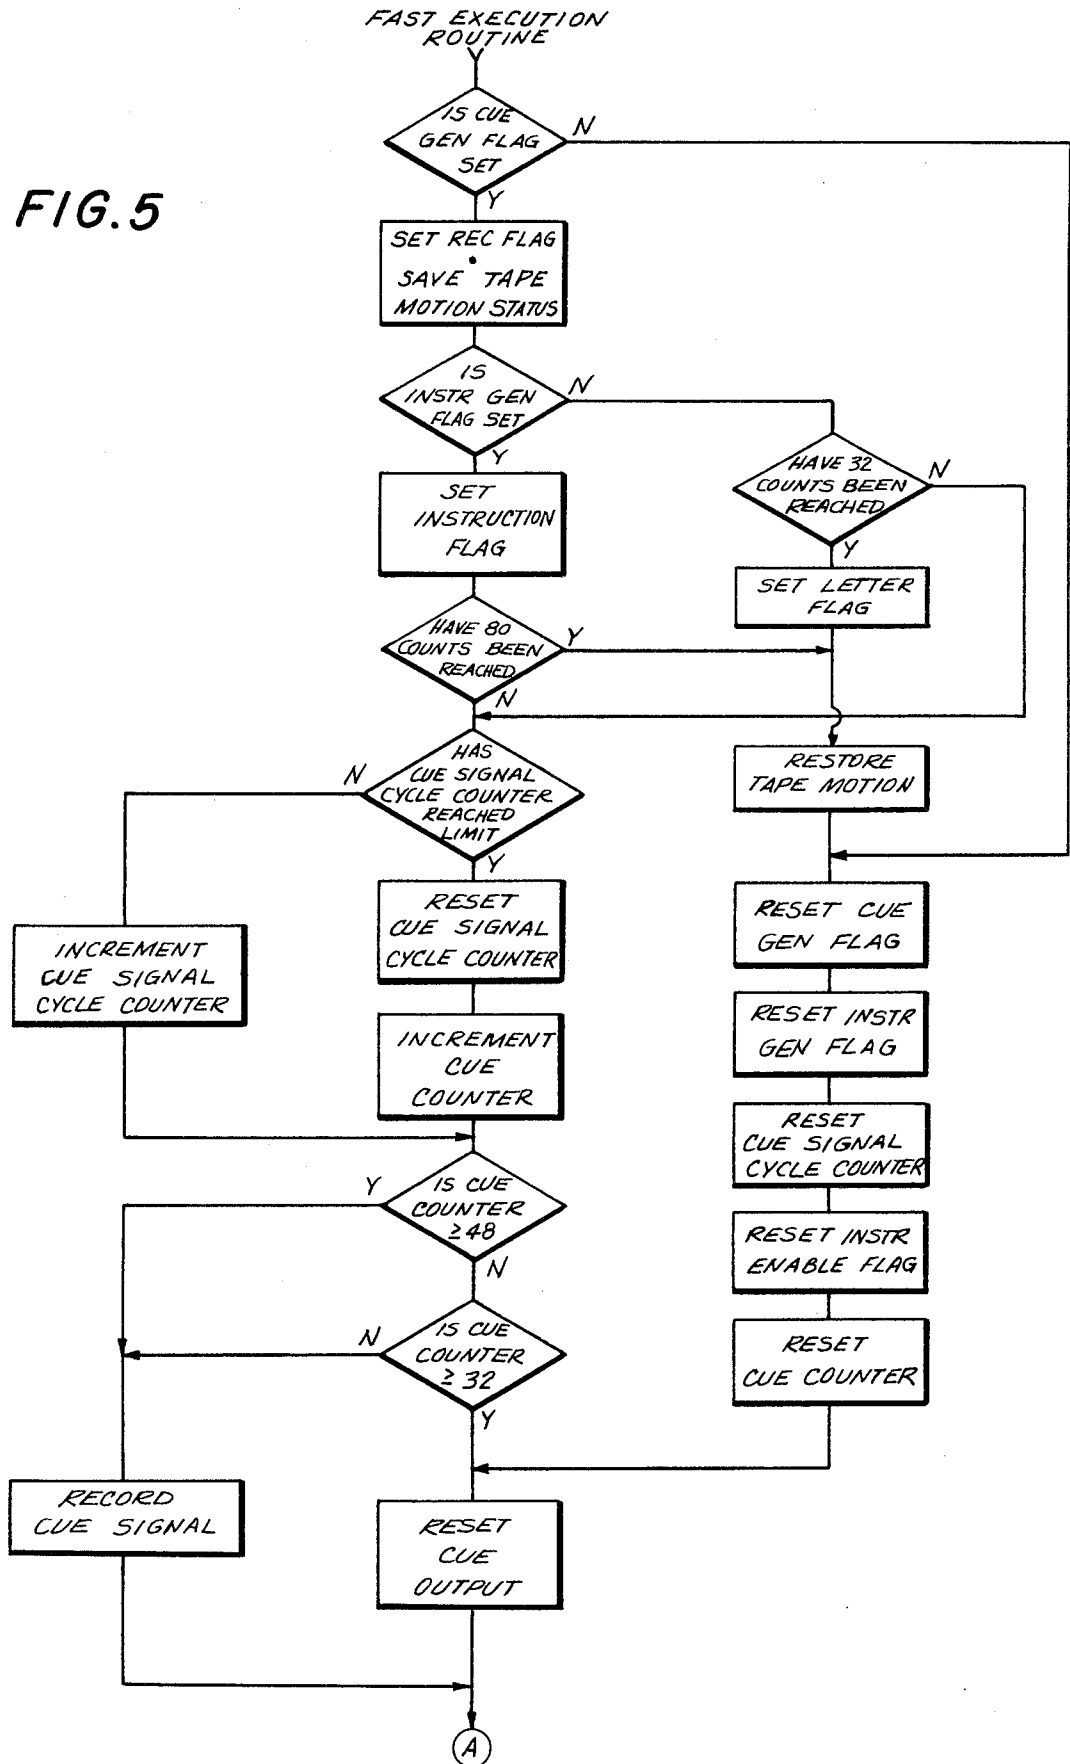 FAST EXECUTION
ROUTINE
Y
IS CUE
GEN FLAG
SET
N
Y
FIG.5
SET REC FLAG
•
SAVE TAPE
MOTION STATUS
IS
INSTR GEN
FLAG SET
N
Y
HAVE 32
COUNTS BEEN
REACHED
N
Y
SET
INSTRUCTION
FLAG
SET LETTER
FLAG
HAVE 80
COUNTS BEEN
REACHED
Y
N
HAS
CUE SIGNAL
CYCLE COUNTER
REACHED
LIMIT
N
Y
RESTORE
TAPE MOTION
RESET
CUE SIGNAL
CYCLE COUNTER
RESET CUE
GEN FLAG
INCREMENT
CUE SIGNAL
CYCLE COUNTER
INCREMENT
CUE
COUNTER
RESET INSTR
GEN FLAG
RESET
CUE SIGNAL
CYCLE COUNTER
IS CUE
COUNTER
≥48
Y
N
RESET INSTR
ENABLE FLAG
IS CUE
COUNTER
≥ 32
N
Y
RESET
CUE COUNTER
RECORD
CUE SIGNAL
RESET
CUE
OUTPUT
A